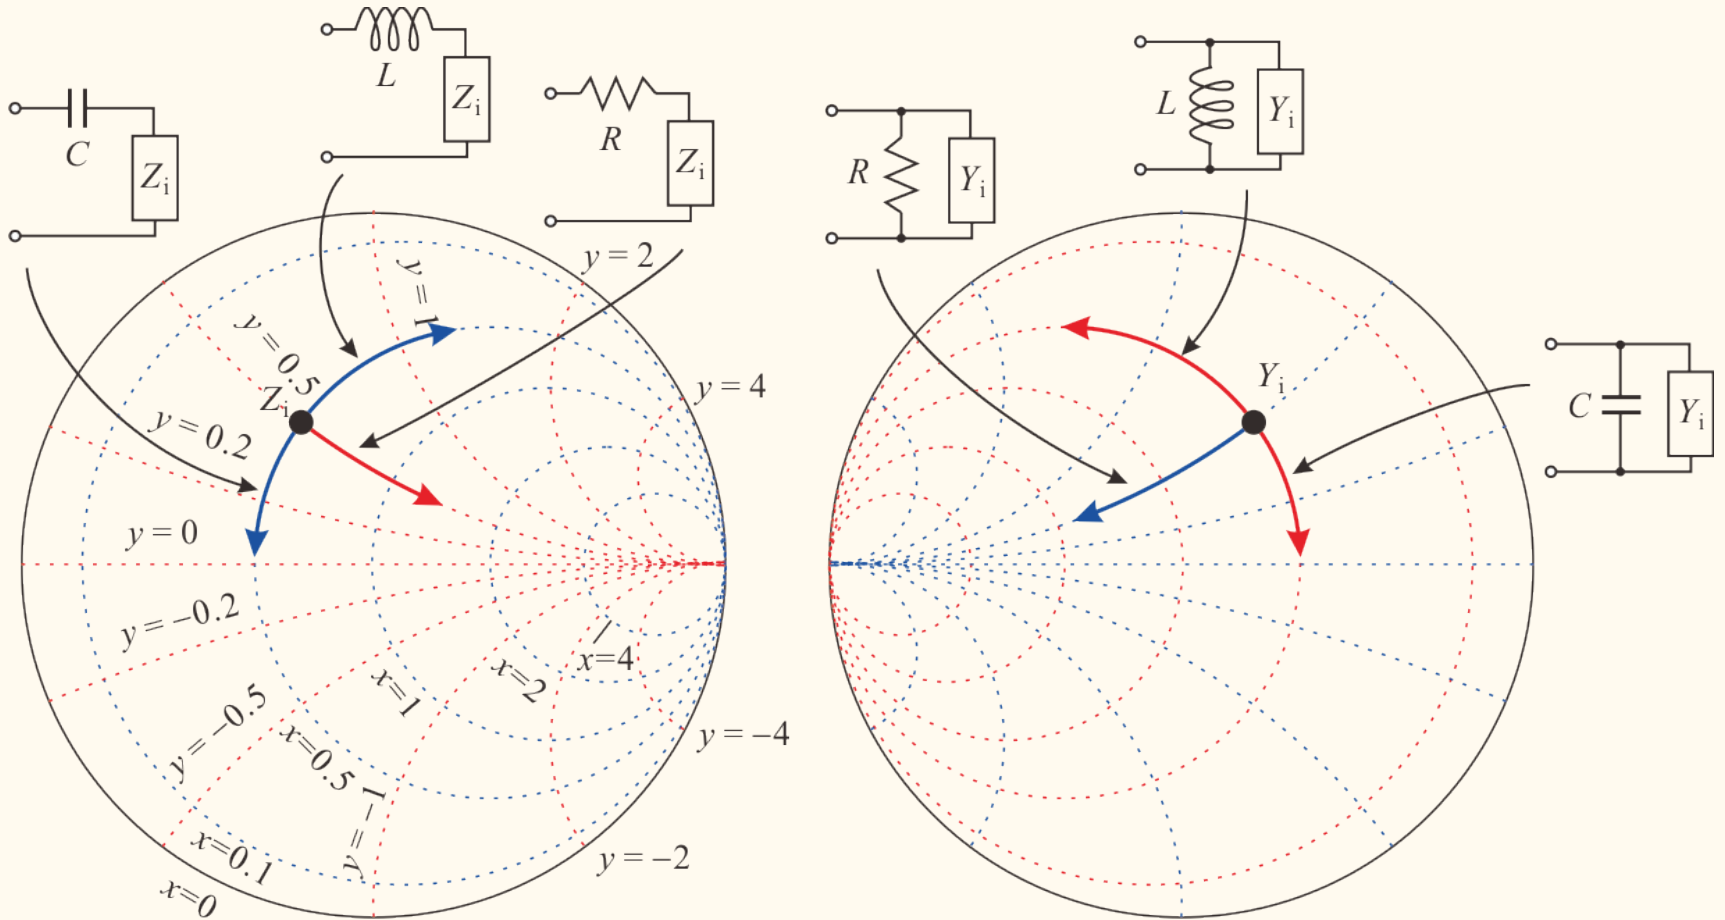 L
Zi
C
Zi
R
Zi
R
Yi
L
Yi
C
Yi
y = 2
y = 1
y = 0.5
Zi
y = 0.2
y = 4
y = 0
y = −0.2
y = −0.5
x=0.5
x=1
x=2
x=4
y = −4
y = −1
x=0.1
x=0
y = −2
Yi